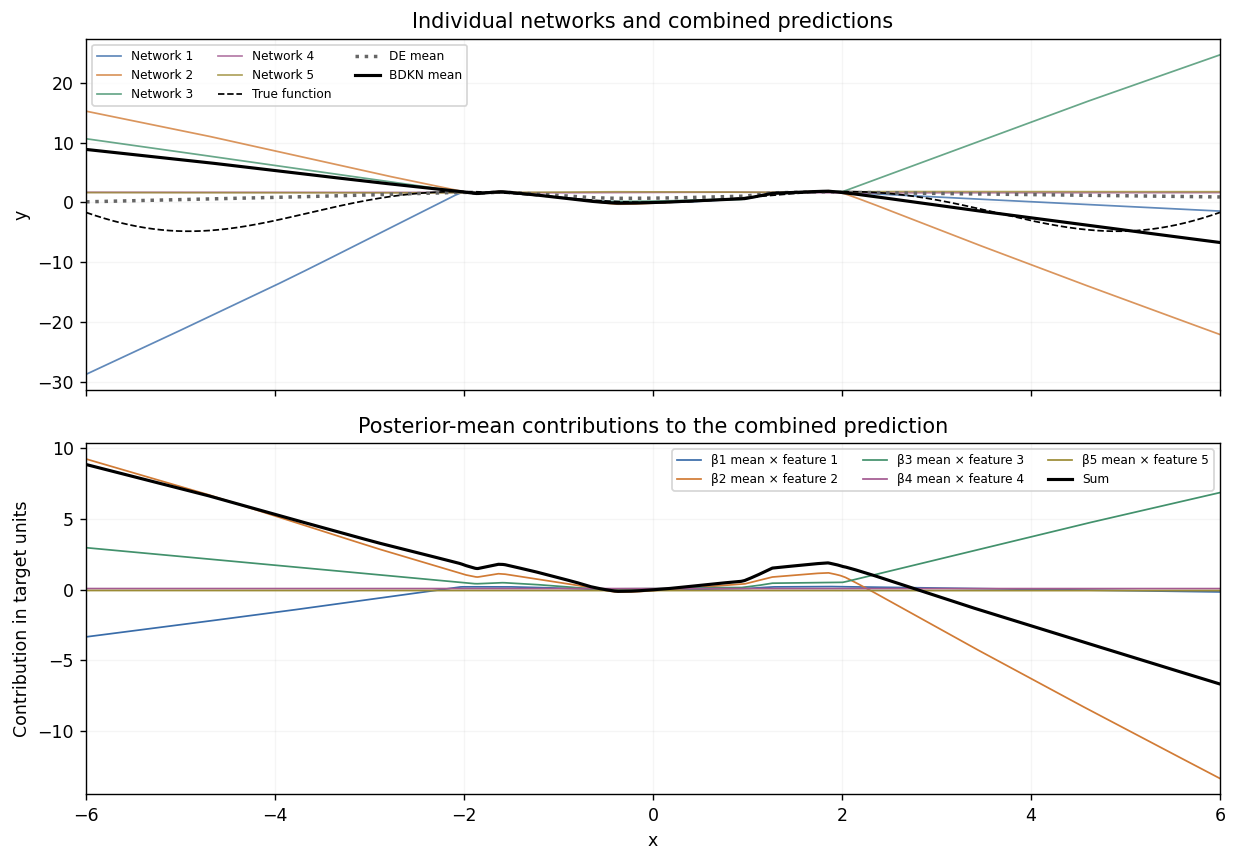 Individual networks and combined predictions
Network 1 Network 4 DE mean
Network 2 Network 5 BDKN mean
Network 3 True function
20
10
0
−10
−20
−30
y
Posterior-mean contributions to the combined prediction
β1 mean × feature 1 β3 mean × feature 3 β5 mean × feature 5
β2 mean × feature 2 β4 mean × feature 4 Sum
10
5
0
−5
−10
Contribution in target units
−6 −4 −2 0 2 4 6
x